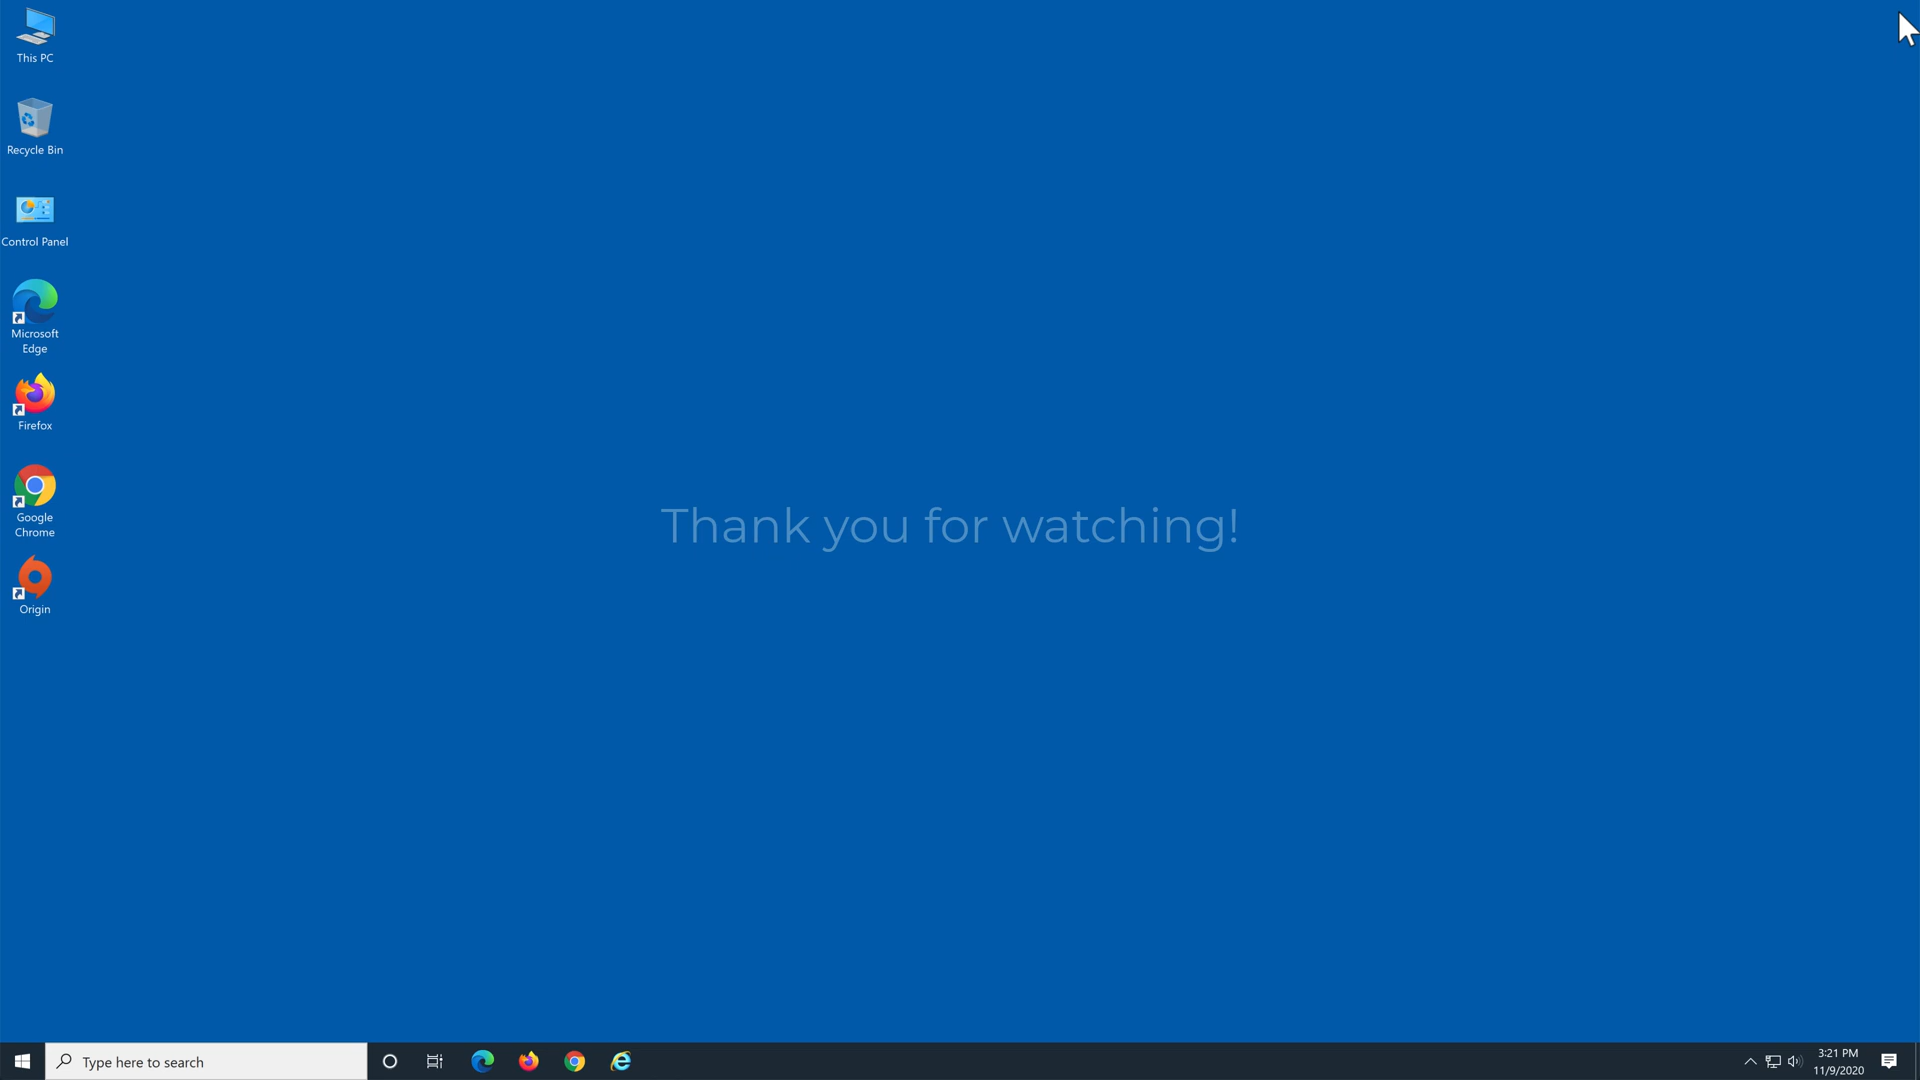 This PC
Recycle Bin
Control Panel
Microsoft
Edge
Firefox
Google
Chrome
Origin
Thank you for watching!
Type here to search
3:21 PM
11/9/2020